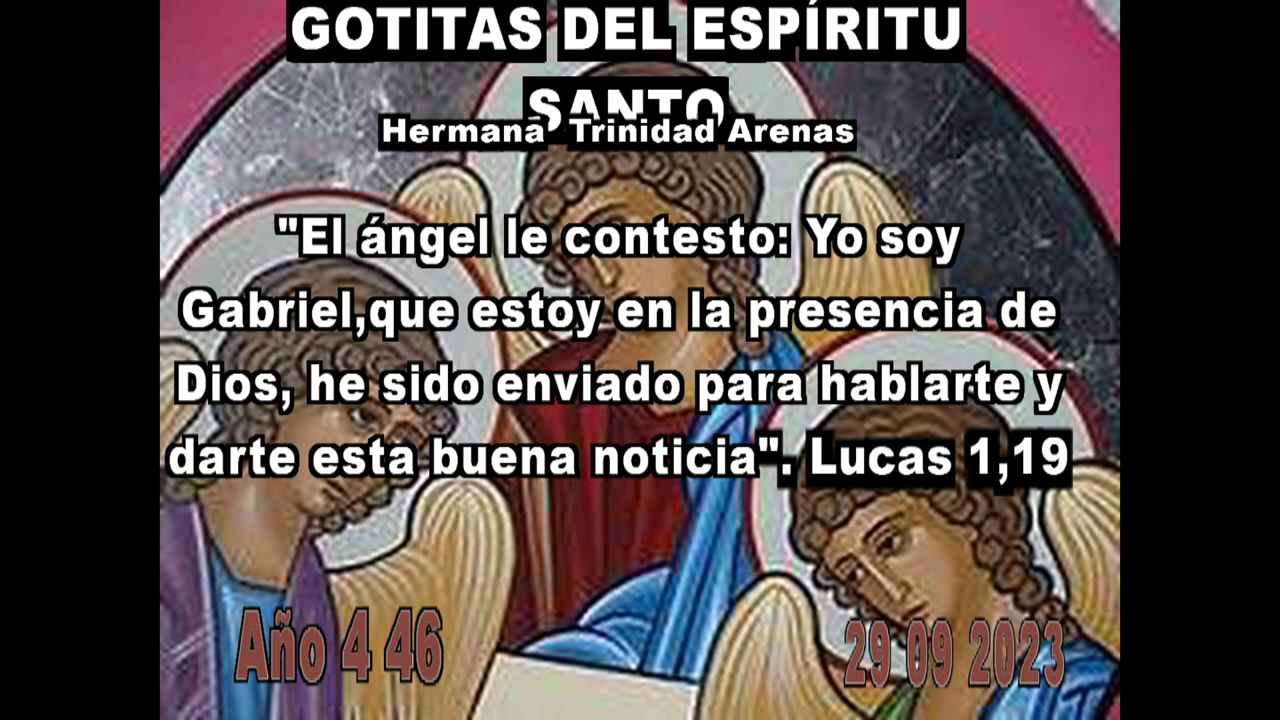 GOTITAS DEL ESPÍRITU
SANTO
Hermana Trinidad Arenas
"El ángel le contesto: Yo soy
Gabriel,que estoy en la presencia de
Dios, he sido enviado para hablarte y
darte esta buena noticia". Lucas 1,19
Año 4 46
29 09 2023